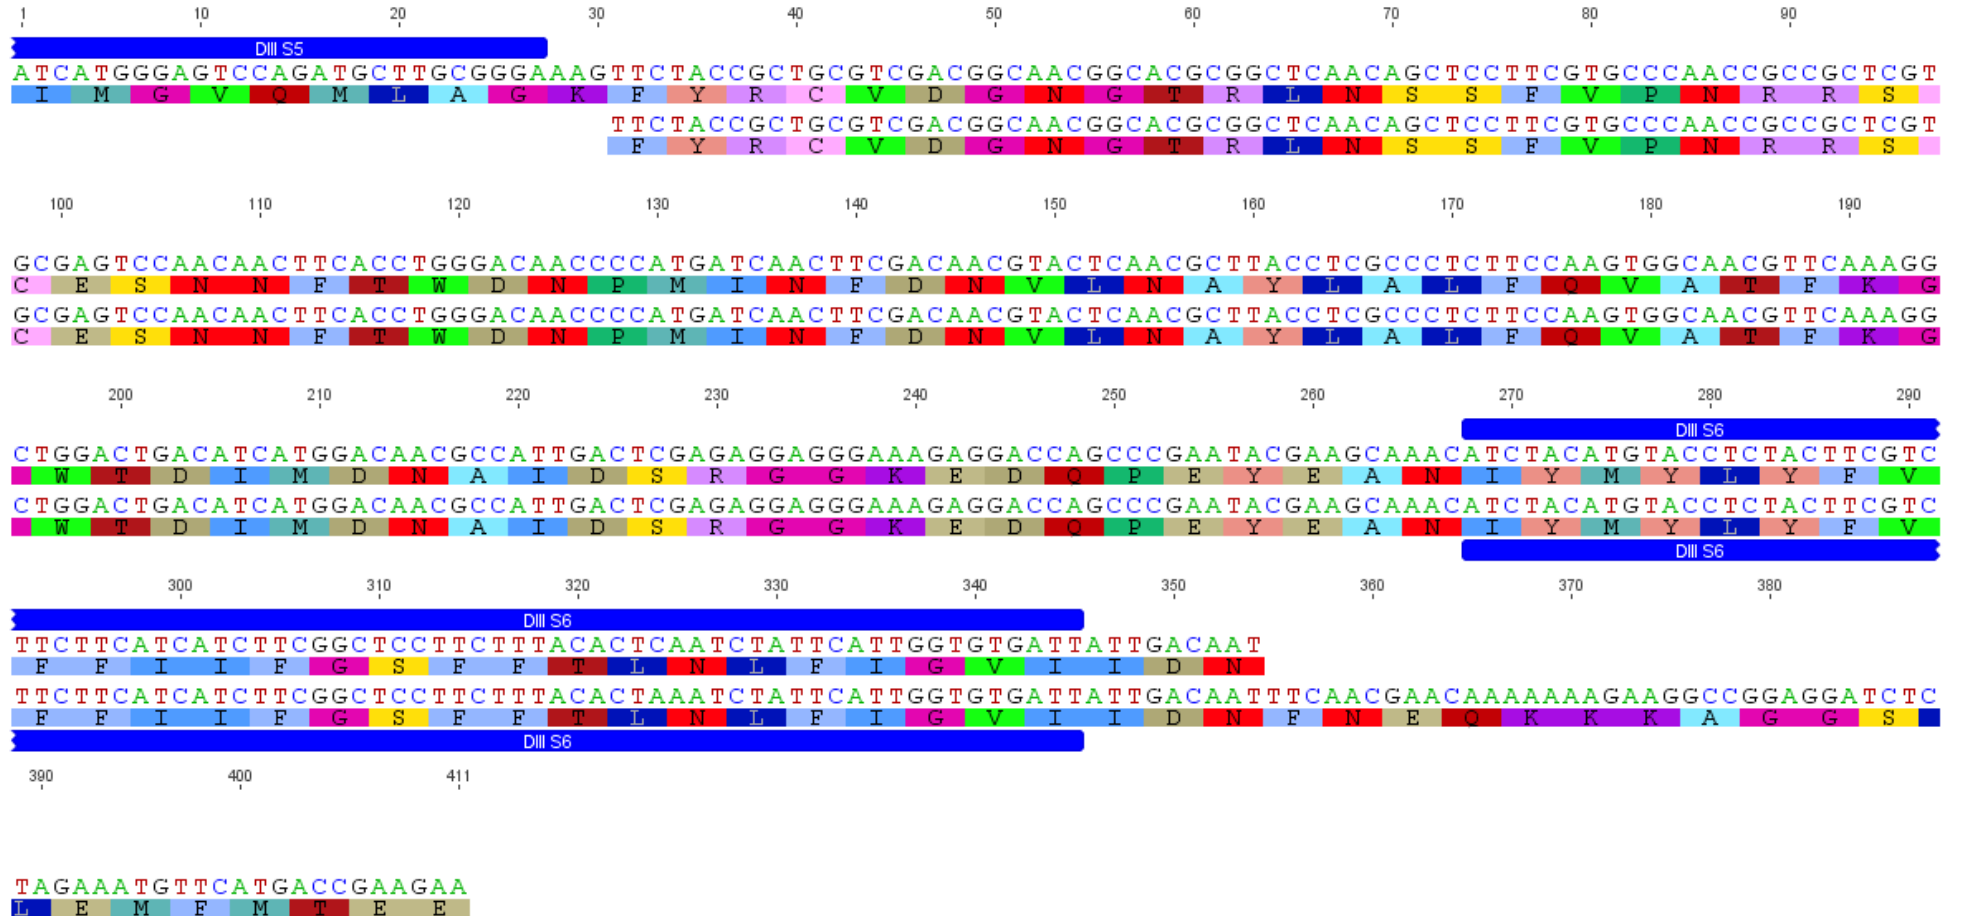 1 10 20 30 40 50 60 70 80 90
DIII S5
ATCATGGGAGTCCAGATGCTTGCGGGAAAGTTCTACCGCTGCGTCGACGGCAACGGCACGCGGCTCAACAGCTCCTTCGTGCCCAACCGCCGCTCGT
I M G V Q M L A G K F Y R C V D G N G T R L N S S F V P N R R S
TTCTACCGCTGCGTCGACGGCAACGGCACGCGGCTCAACAGCTCCTTCGTGCCCAACCGCCGCTCGT
F Y R C V D G N G T R L N S S F V P N R R S
100 110 120 130 140 150 160 170 180 190
GCGAGTCCAACAACTTCACCTGGGACAACCCCATGATCAACTTCGACAACGTACTCAACGCTTACCTCGCCCTCTTCCAAGTGGCAACGTTCAAAGG
C E S N N F T W D N P M I N F D N V L N A Y L A L F Q V A T F K G
GCGAGTCCAACAACTTCACCTGGGACAACCCCATGATCAACTTCGACAACGTACTCAACGCTTACCTCGCCCTCTTCCAAGTGGCAACGTTCAAAGG
C E S N N F T W D N P M I N F D N V L N A Y L A L F Q V A T F K G
200 210 220 230 240 250 260 270 280 290
DIII S6
CTGGACTGACATCATGGACAACGCCATTGACTCGAGAGGAGGGAAAGAGGACCAGCCCGAATACGAAGCAAACATCTACATGTACCTCTACTTCGTC
W T D I M D N A I D S R G G K E D Q P E Y E A N I Y M Y L Y F V
CTGGACTGACATCATGGACAACGCCATTGACTCGAGAGGAGGGAAAGAGGACCAGCCCGAATACGAAGCAAACATCTACATGTACCTCTACTTCGTC
W T D I M D N A I D S R G G K E D Q P E Y E A N I Y M Y L Y F V
DIII S6
300 310 320 330 340 350 360 370 380
DIII S6
TTCTTCATCATCTTCGGCTCCTTCTTTACACTCAATCTATTCATTGGTGTGATTATTGACAAT
F F I I F G S F F T L N L F I G V I I D N
TTCTTCATCATCTTCGGCTCCTTCTTTACACTAAATCTATTCATTGGTGTGATTATTGACAATTTCAACGAACAAAAAAAGAAGGCCGGAGGATCTC
F F I I F G S F F T L N L F I G V I I D N F N E Q K K K A G G S
DIII S6
390 400 411
TAGAAATGTTCATGACCGAAGAA
L E M F M T E E